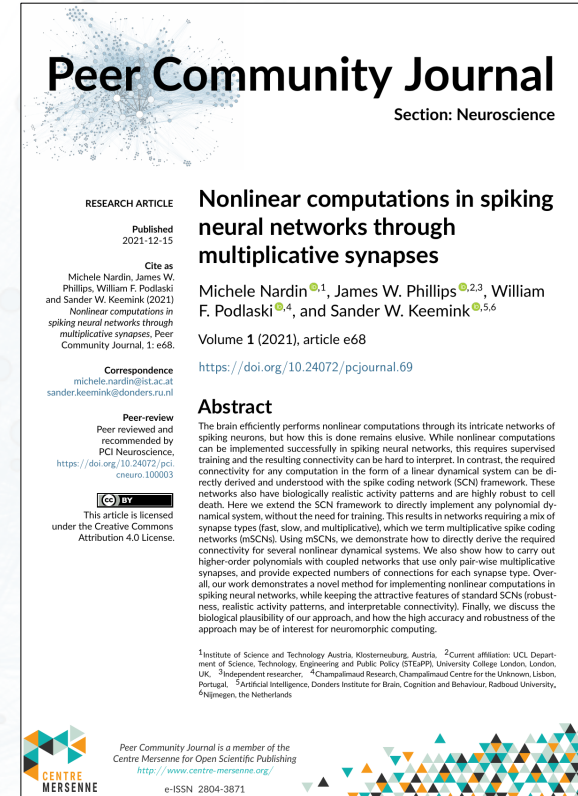 Peer Community Journal
Section: Neuroscience
RESEARCH ARTICLE
Published
2021-12-15
Cite as
Michele Nardin, James W.
Phillips, William F. Podlaski
and Sander W. Keemink (2021)
Nonlinear computations in
spiking neural networks through
multiplicative synapses, Peer
Community Journal, 1: e68.
Correspondence
michele.nardin@ist.ac.at
sander.keemink@donders.ru.nl
Peer-review
Peer reviewed and
recommended by
PCI Neuroscience,
https://doi.org/10.24072/pci.
cneuro.100003
cc BY
This article is licensed
under the Creative Commons
Attribution 4.0 License.
Nonlinear computations in spiking
neural networks through
multiplicative synapses
Michele Nardin iD,1, James W. Phillips iD,2,3, William
F. Podlaski iD,4, and Sander W. Keemink iD,5,6
Volume 1 (2021), article e68
https://doi.org/10.24072/pcjournal.69
Abstract
The brain efficiently performs nonlinear computations through its intricate networks of
spiking neurons, but how this is done remains elusive. While nonlinear computations
can be implemented successfully in spiking neural networks, this requires supervised
training and the resulting connectivity can be hard to interpret. In contrast, the required
connectivity for any computation in the form of a linear dynamical system can be di-
rectly derived and understood with the spike coding network (SCN) framework. These
networks also have biologically realistic activity patterns and are highly robust to cell
death. Here we extend the SCN framework to directly implement any polynomial dy-
namical system, without the need for training. This results in networks requiring a mix of
synapse types (fast, slow, and multiplicative), which we term multiplicative spike coding
networks (mSCNs). Using mSCNs, we demonstrate how to directly derive the required
connectivity for several nonlinear dynamical systems. We also show how to carry out
higher-order polynomials with coupled networks that use only pair-wise multiplicative
synapses, and provide expected numbers of connections for each synapse type. Over-
all, our work demonstrates a novel method for implementing nonlinear computations in
spiking neural networks, while keeping the attractive features of standard SCNs (robust-
ness, realistic activity patterns, and interpretable connectivity). Finally, we discuss the
biological plausibility of our approach, and how the high accuracy and robustness of the
approach may be of interest for neuromorphic computing.
1Institute of Science and Technology Austria, Klosterneuburg, Austria, 2Current affiliation: UCL Depart-
ment of Science, Technology, Engineering and Public Policy (STEaPP), University College London, London,
UK, 3Independent researcher, 4Champalimaud Research, Champalimaud Centre for the Unknown, Lisbon,
Portugal, 5Artificial Intelligence, Donders Institute for Brain, Cognition and Behaviour, Radboud University,
6Nijmegen, the Netherlands
CENTRE
MERSENNE
Peer Community Journal is a member of the
Centre Mersenne for Open Scientific Publishing
http://www.centre-mersenne.org/
e-ISSN 2804-3871